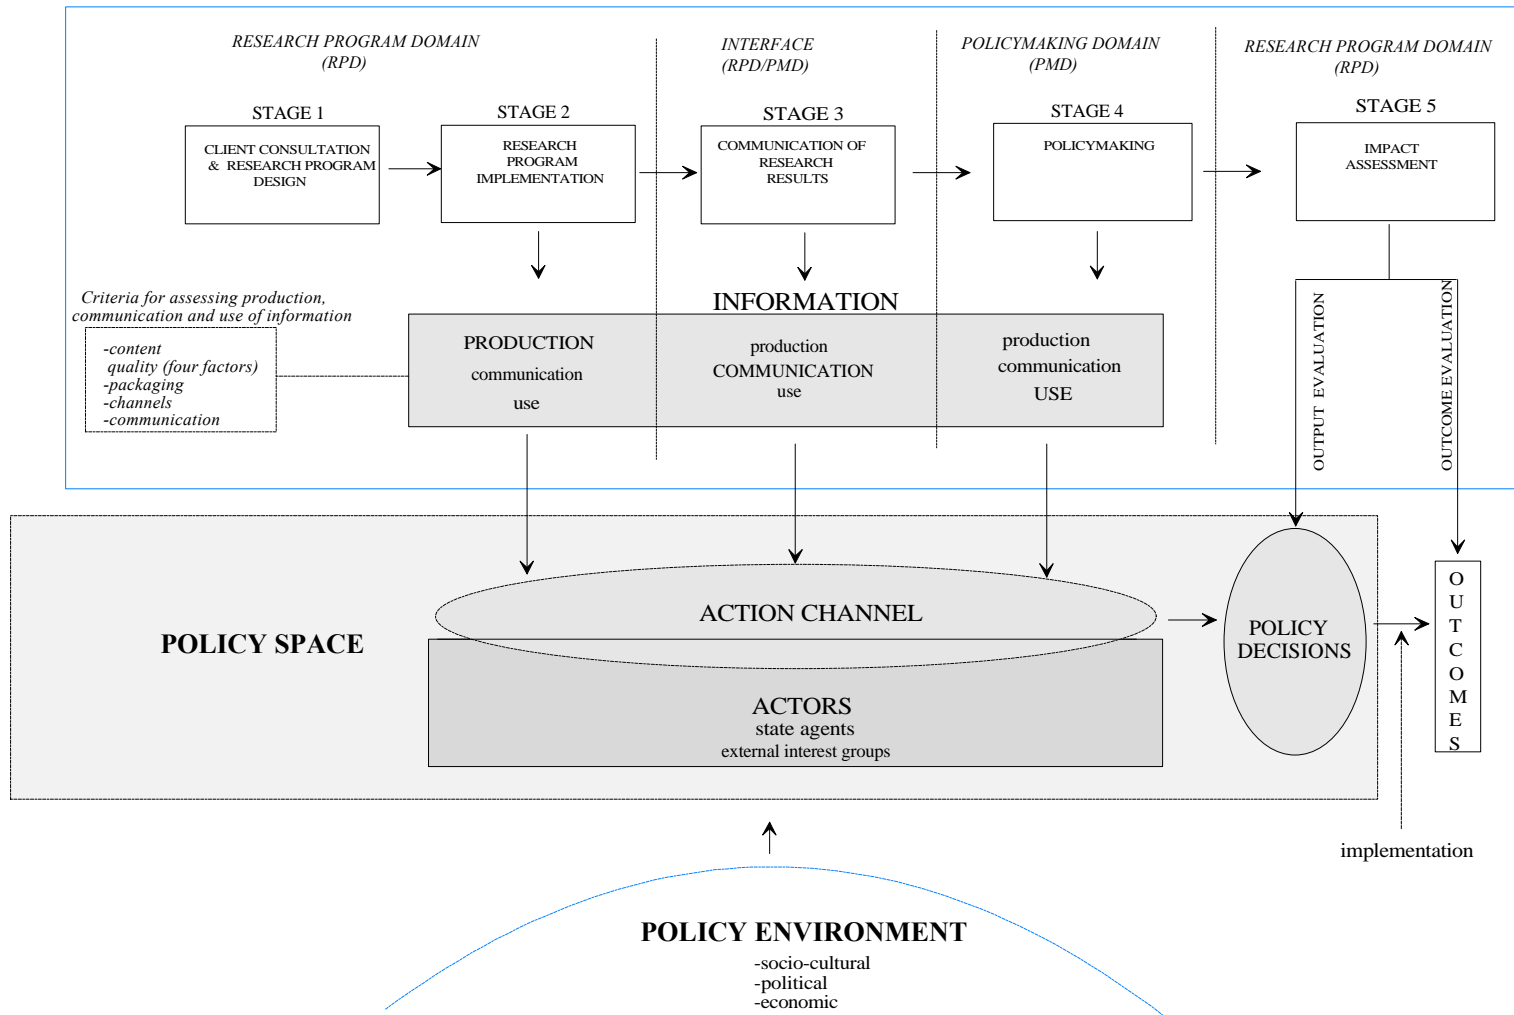 RESEARCH PROGRAM DOMAIN
(RPD)
INTERFACE
(RPD/PMD)
POLICYMAKING DOMAIN
(PMD)
RESEARCH PROGRAM DOMAIN
(RPD)
STAGE 1
CLIENT CONSULTATION
& RESEARCH PROGRAM
DESIGN
STAGE 2
RESEARCH
PROGRAM
IMPLEMENTATION
STAGE 3
COMMUNICATION OF
RESEARCH
RESULTS
STAGE 4
POLICYMAKING
STAGE 5
IMPACT
ASSESSMENT
Criteria for assessing production,
communication and use of information
-content
quality (four factors)
-packaging
-channels
-communication
INFORMATION
PRODUCTION
communication
use
production
COMMUNICATION
use
production
communication
USE
OUTPUT EVALUATION
OUTCOME EVALUATION
POLICY SPACE
ACTION CHANNEL
ACTORS
state agents
external interest groups
POLICY
DECISIONS
OUTCOMES
implementation
POLICY ENVIRONMENT
-socio-cultural
-political
-economic